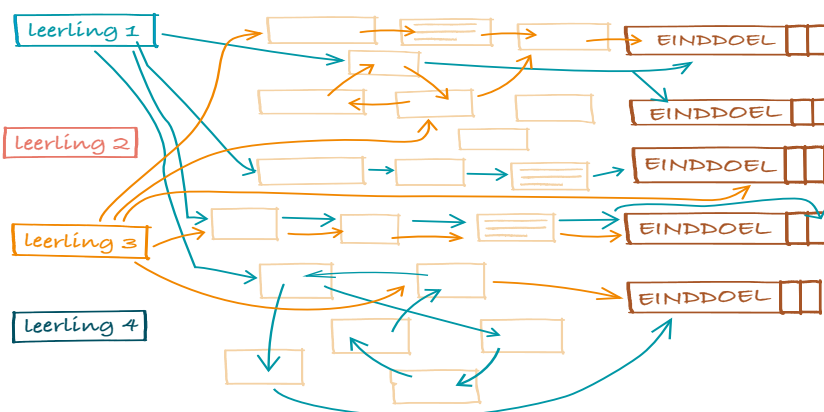 leerling 1
EINDDOEL
EINDDOEL
leerling 2
EINDDOEL
leerling 3
EINDDOEL
EINDDOEL
leerling 4